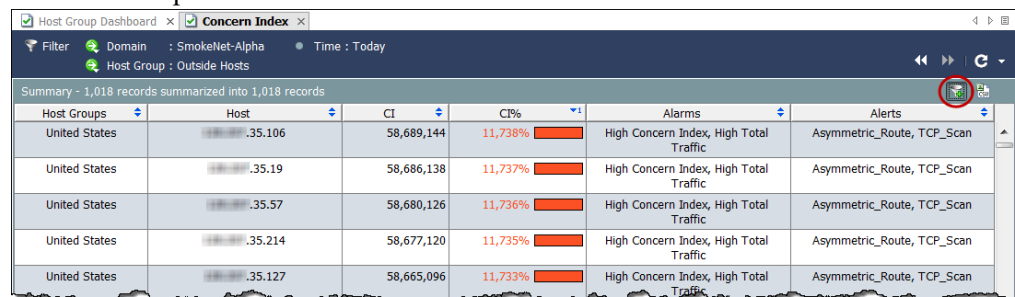 Host Group Dashboard × Concern Index ×
Filter Domain : SmokeNet-Alpha Time : Today
Host Group : Outside Hosts
Summary - 1,018 records summarized into 1,018 records
Host Groups Host CI CI% 1 Alarms Alerts
United States .35.106 58,689,144 11,738% High Concern Index, High Total Asymmetric_Route, TCP_Scan
Traffic
United States .35.19 58,686,138 11,737% High Concern Index, High Total Asymmetric_Route, TCP_Scan
Traffic
United States .35.57 58,680,126 11,736% High Concern Index, High Total Asymmetric_Route, TCP_Scan
Traffic
United States .35.214 58,677,120 11,735% High Concern Index, High Total Asymmetric_Route, TCP_Scan
Traffic
United States .35.127 58,665,096 11,733% High Concern Index, High Total Asymmetric_Route, TCP_Scan
Traffic